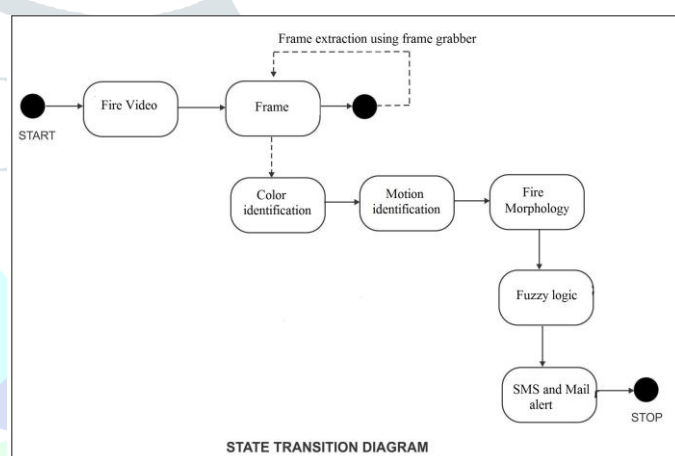 Frame extraction using frame grabber
Fire Video
Frame
START
Color
identification
Motion
identification
Fire
Morphology
Fuzzy logic
SMS and Mail
alert
STOP
STATE TRANSITION DIAGRAM